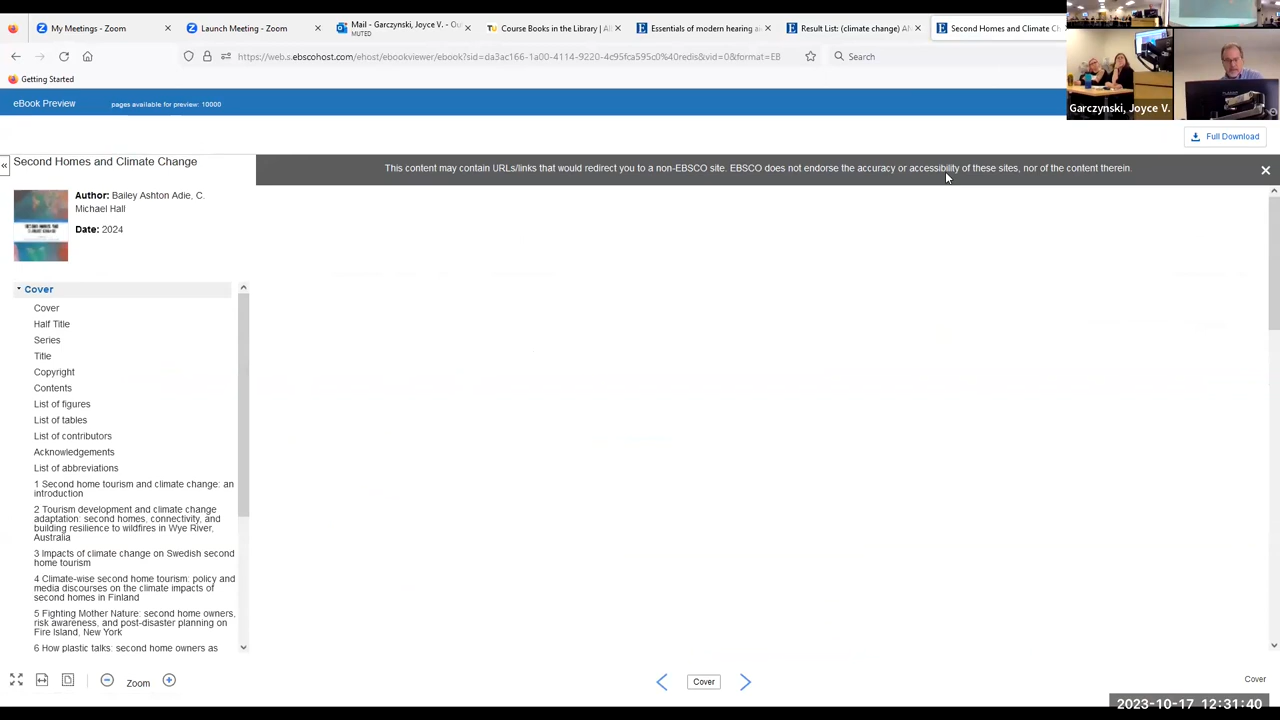 My Meetings - Zoom
Launch Meeting - Zoom
Mail - Garczynski, Joyce V. - Ou
MUTED
Course Books in the Library | Al
Essentials of modern hearing a
Result List: (climate change) A
Second Homes and Climate C
https://web.s.ebscohost.com/ehost/ebookviewer/ebook?sid=da3ac166-1a00-4114-9220-4c95fca595c0%40redis&vid=0&format=EB
Search
Getting Started
Garczynski, Joyce V.
eBook Preview
pages available for preview: 10000
Full Download
Second Homes and Climate Change
This content may contain URLs/links that would redirect you to a non-EBSCO site. EBSCO does not endorse the accuracy or accessibility of these sites, nor of the content therein.
Author: Bailey Ashton Adie, C.
Michael Hall
Date: 2024
Cover
Cover
Half Title
Series
Title
Copyright
Contents
List of figures
List of tables
List of contributors
Acknowledgements
List of abbreviations
1 Second home tourism and climate change: an
introduction
2 Tourism development and climate change
adaptation: second homes, connectivity, and
building resilience to wildfires in Wye River,
Australia
3 Impacts of climate change on Swedish second
home tourism
4 Climate-wise second home tourism: policy and
media discourses on the climate impacts of
second homes in Finland
5 Fighting Mother Nature: second home owners,
risk awareness, and post-disaster planning on
Fire Island, New York
6 How plastic talks: second home owners as
Zoom
Cover
Cover
2023-10-17 12:31:40